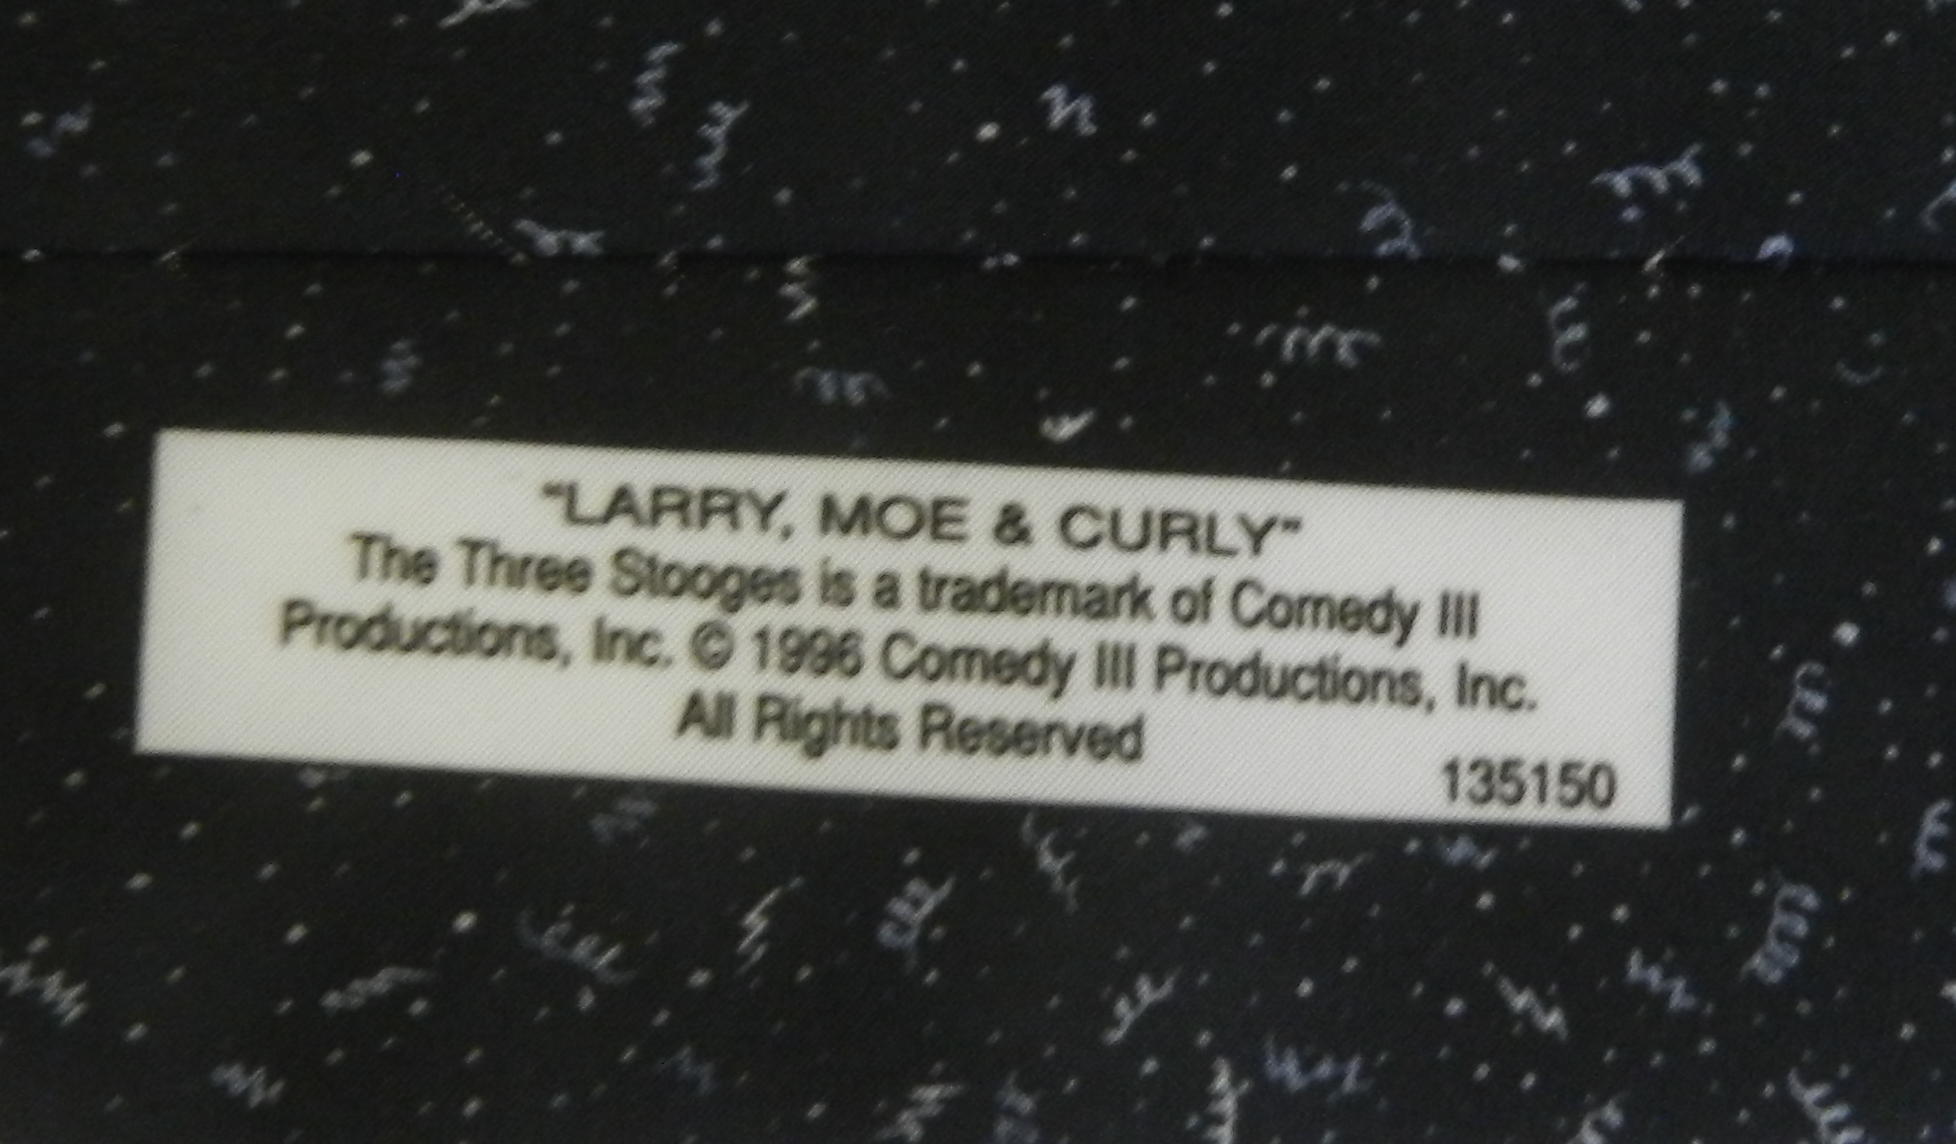 "LARRY, MOE & CURLY"
The Three Stooges is a trademark of Comedy III
Productions, Inc. © 1996 Comedy III Productions, Inc.
All Rights Reserved
135150